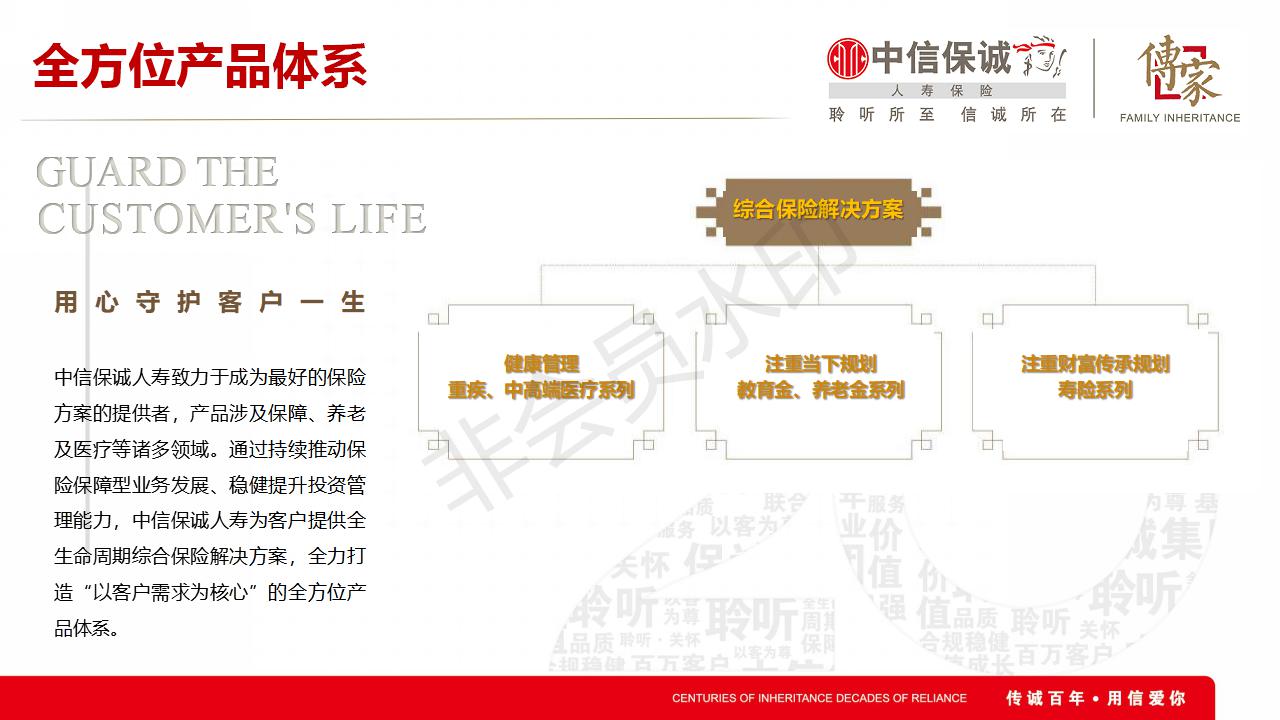 全方位产品体系
中信保诚
人寿保险
聆听所至 信诚所在
傳家
FAMILY INHERITANCE
GUARD THE
CUSTOMER'S LIFE
用心守护客户一生
中信保诚人寿致力于成为最好的保险
方案的提供者，产品涉及保障、养老
及医疗等诸多领域。通过持续推动保
险保障型业务发展、稳健提升投资管
理能力，中信保诚人寿为客户提供全
生命周期综合保险解决方案，全力打
造“以客户需求为核心”的全方位产
品体系。
综合保险解决方案
健康管理
重疾、中高端医疗系列
注重当下规划
教育金、养老金系列
注重财富传承规划
寿险系列
非会员水印
CENTURIES OF INHERITANCE DECADES OF RELIANCE
传诚百年•用信爱你